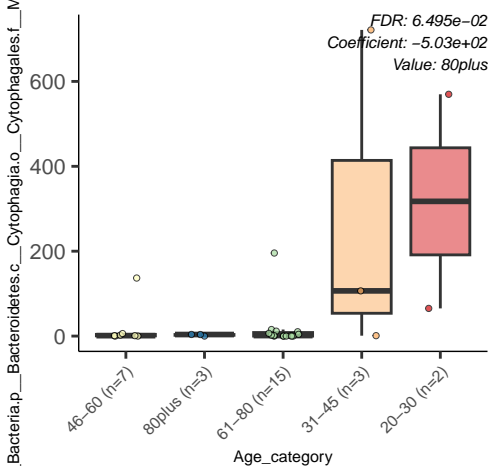 FDR: 6.495e−02
Coefficient: −5.03e+02
Value: 80plus
_Bacteria.p__Bacteroidetes.c__Cytophagia.o__Cytophagales.f__M
600
400
200
0
46−60 (n=7)
80plus (n=3)
61−80 (n=15)
31−45 (n=3)
20−30 (n=2)
Age_category